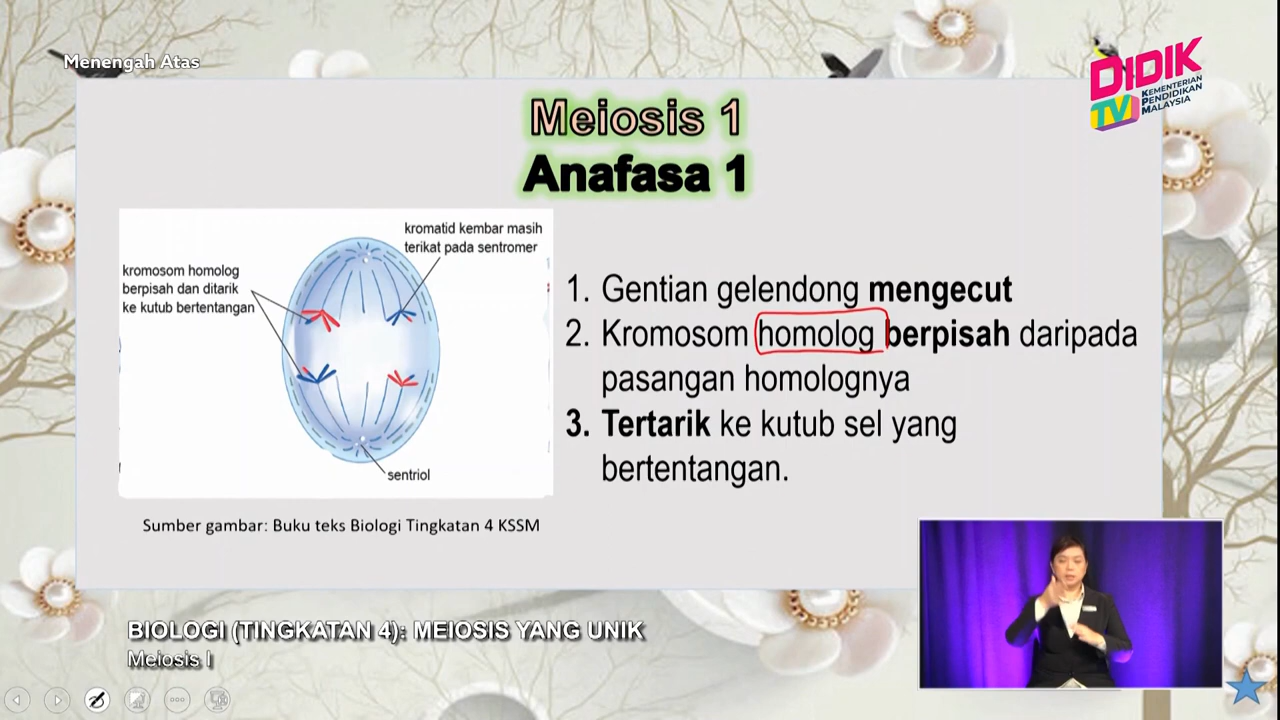 Menengah Atas
DIDIK
TV
KEMENTERIAN
PENDIDIKAN
MALAYSIA
Meiosis 1
Anafasa 1
kromatid kembar masih
terikat pada sentromer
kromosom homolog
berpisah dan ditarik
ke kutub bertentangan
sentriol
Sumber gambar: Buku teks Biologi Tingkatan 4 KSSM
1. Gentian gelendong mengecut
2. Kromosom homolog berpisah daripada
pasangan homolognya
3. Tertarik ke kutub sel yang
bertentangan.
BIOLOGI (TINGKATAN 4): MEIOSIS YANG UNIK
Meiosis I